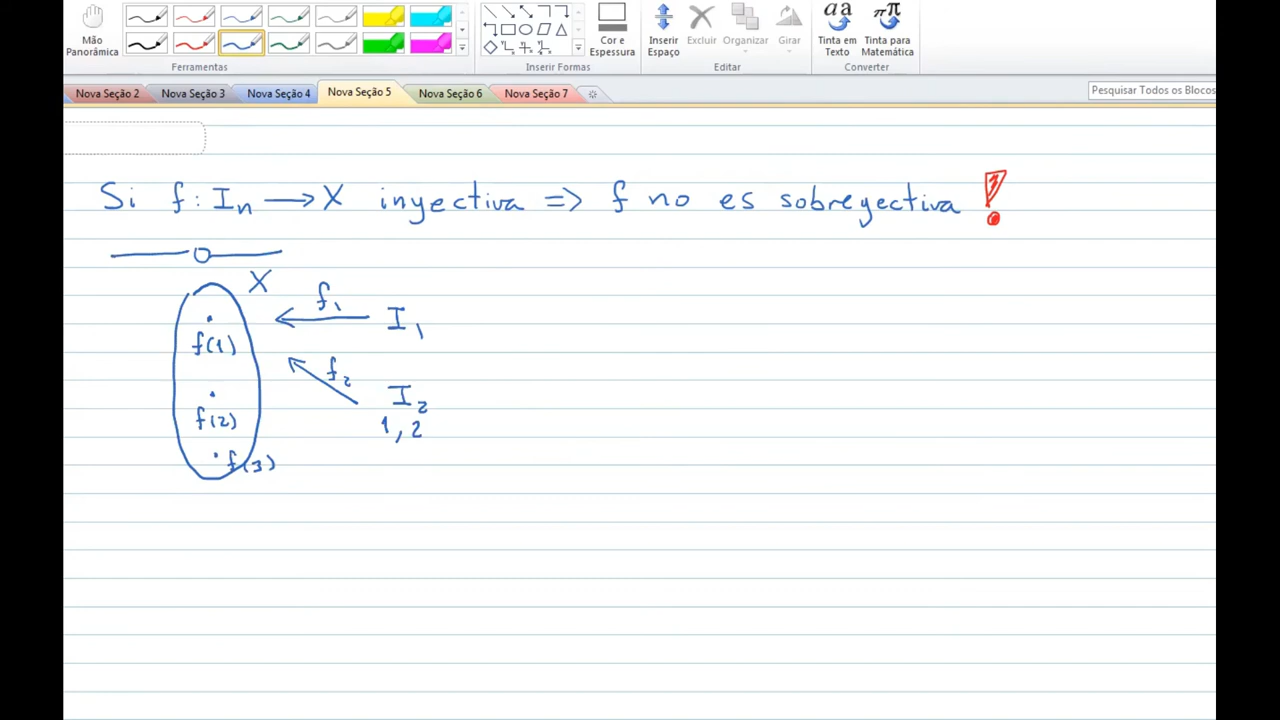 aa
ππ
Mão
Panorâmica
Cor e
Espessura
Inserir
Espaço
Excluir
Organizar
Girar
Tinta em
Texto
Tinta para
Matemática
Ferramentas
Inserir Formas
Editar
Converter
Nova Seção 2
Nova Seção 3
Nova Seção 4
Nova Seção 5
Nova Seção 6
Nova Seção 7
Pesquisar Todos os Blocos
Si f: Iₙ → X inyectiva => f no es sobreyectiva !
X
f₁
I₁
f(1)
f₂
I₂
f(2)
1, 2
f(3)